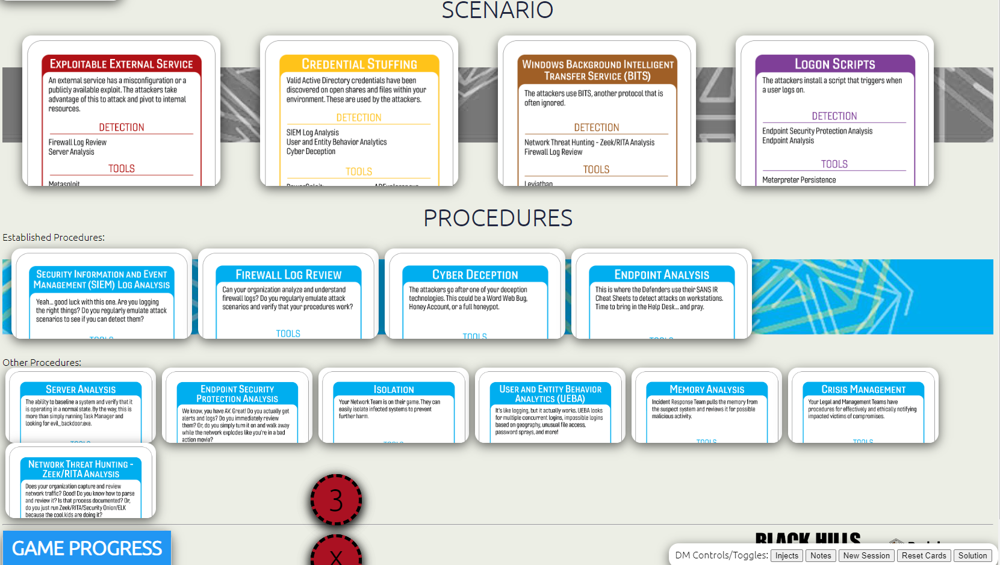 SCENARIO
EXPLOITABLE EXTERNAL SERVICE
An external service has a misconfiguration or a
publicly available exploit. The attackers take
advantage of this to attack and pivot to internal
resources.
DETECTION
Firewall Log Review
Server Analysis
TOOLS
Metasploit
CREDENTIAL STUFFING
Valid Active Directory credentials have been
discovered on open shares and files within your
environment. These are used by the attackers.
DETECTION
SIEM Log Analysis
User and Entity Behavior Analytics
Cyber Deception
TOOLS
WINDOWS BACKGROUND INTELLIGENT
TRANSFER SERVICE (BITS)
The attackers use BITS, another protocol that is
often ignored.
DETECTION
Network Threat Hunting - Zeek/RITA Analysis
Firewall Log Review
TOOLS
Leviathan
LOGON SCRIPTS
The attackers install a script that triggers when
a user logs on.
DETECTION
Endpoint Security Protection Analysis
Endpoint Analysis
TOOLS
Meterpreter Persistence
PROCEDURES
Established Procedures:
SECURITY INFORMATION AND EVENT
MANAGEMENT (SIEM) LOG ANALYSIS
Yeah... good luck with this one. Are you logging
the right things? Do you regularly emulate attack
scenarios to see if you can detect them?
TOOLS
FIREWALL LOG REVIEW
Can your organization analyze and understand
firewall logs? Do you regularly emulate attack
scenarios and verify that your procedures work?
TOOLS
CYBER DECEPTION
The attackers go after one of your deception
technologies. This could be a Word Web Bug,
Honey Account, or a full honeypot.
TOOLS
ENDPOINT ANALYSIS
This is where the Defenders use their SANS IR
Cheat Sheets to detect attacks on workstations.
Time to bring in the Help Desk... and pray.
TOOLS
Other Procedures:
SERVER ANALYSIS
The ability to baseline a system and verify that it
is operating in a normal state. By the way, this is
more than simply running Task Manager and
looking for evil_backdoor.exe.
TOOLS
ENDPOINT SECURITY
PROTECTION ANALYSIS
We know, you have AV. Great! Do you actually get
alerts and logs? Do you immediately review
them? Or, do you simply turn it on and walk away
while the network explodes like you're in a bad
action movie?
ISOLATION
Your Network Team is on their game. They can
easily isolate infected systems to prevent
further harm.
TOOLS
USER AND ENTITY BEHAVIOR
ANALYTICS (UEBA)
It's like logging, but it actually works. UEBA looks
for multiple concurrent logins, impossible logins
based on geography, unusual file access,
password sprays, and more!
MEMORY ANALYSIS
Incident Response Team pulls the memory from
the suspect system and reviews it for possible
malicious activity.
TOOLS
CRISIS MANAGEMENT
Your Legal and Management Teams have
procedures for effectively and ethically notifying
impacted victims of compromises.
TOOLS
NETWORK THREAT HUNTING -
ZEEK/RITA ANALYSIS
Does your organization capture and review
network traffic? Good! Do you know how to parse
and review it? Is that process documented? Or,
do you just run Zeek/RITA/Security Onion/ELK
because the cool kids are doing it?
3
X
GAME PROGRESS
BLACK HILLS
DM Controls/Toggles:
Injects
Notes
New Session
Reset Cards
Solution